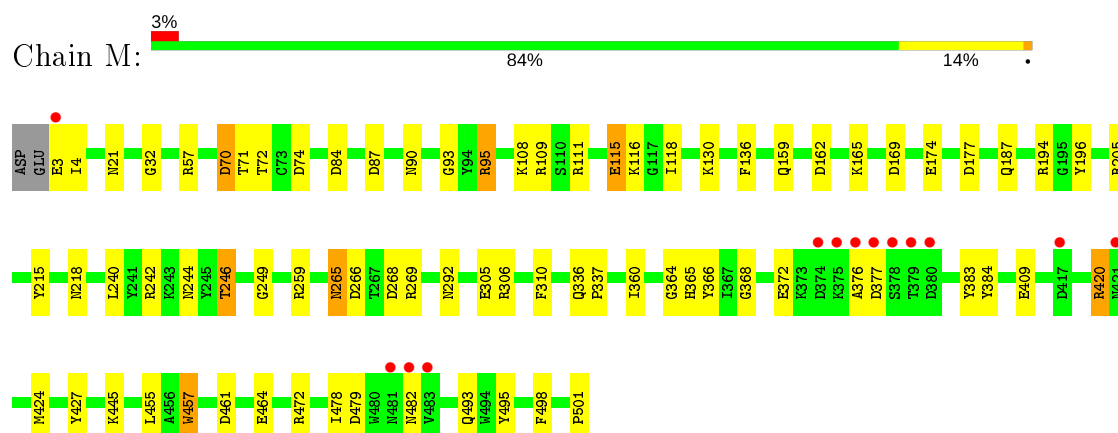 3%
Chain M:
84% 14% •
ASP GLU E3 I4 N21 G32 R57 D70 T71 T72 C73 D74 D84 D87 N90 G93 Y94 R95 K108 R109 S110 R111 E115 K116 G117 I118 K130 F136 Q159 D162 K165 D169 E174 D177 Q187 R194 G195 Y196 R205
Y215 N218 L240 Y241 R242 K243 N244 Y245 T246 G249 R259 N265 D266 T267 D268 R269 N292 E305 R306 F310 Q336 P337 I360 G364 H365 Y366 I367 G368 E372 K373 D374 K375 A376 D377 S378 T379 D380 Y383 Y384 E409 D417 R420 N421
M424 Y427 K445 L455 A456 W457 D461 E464 R472 I478 D479 W480 N481 N482 V483 Q493 W494 Y495 F498 P501